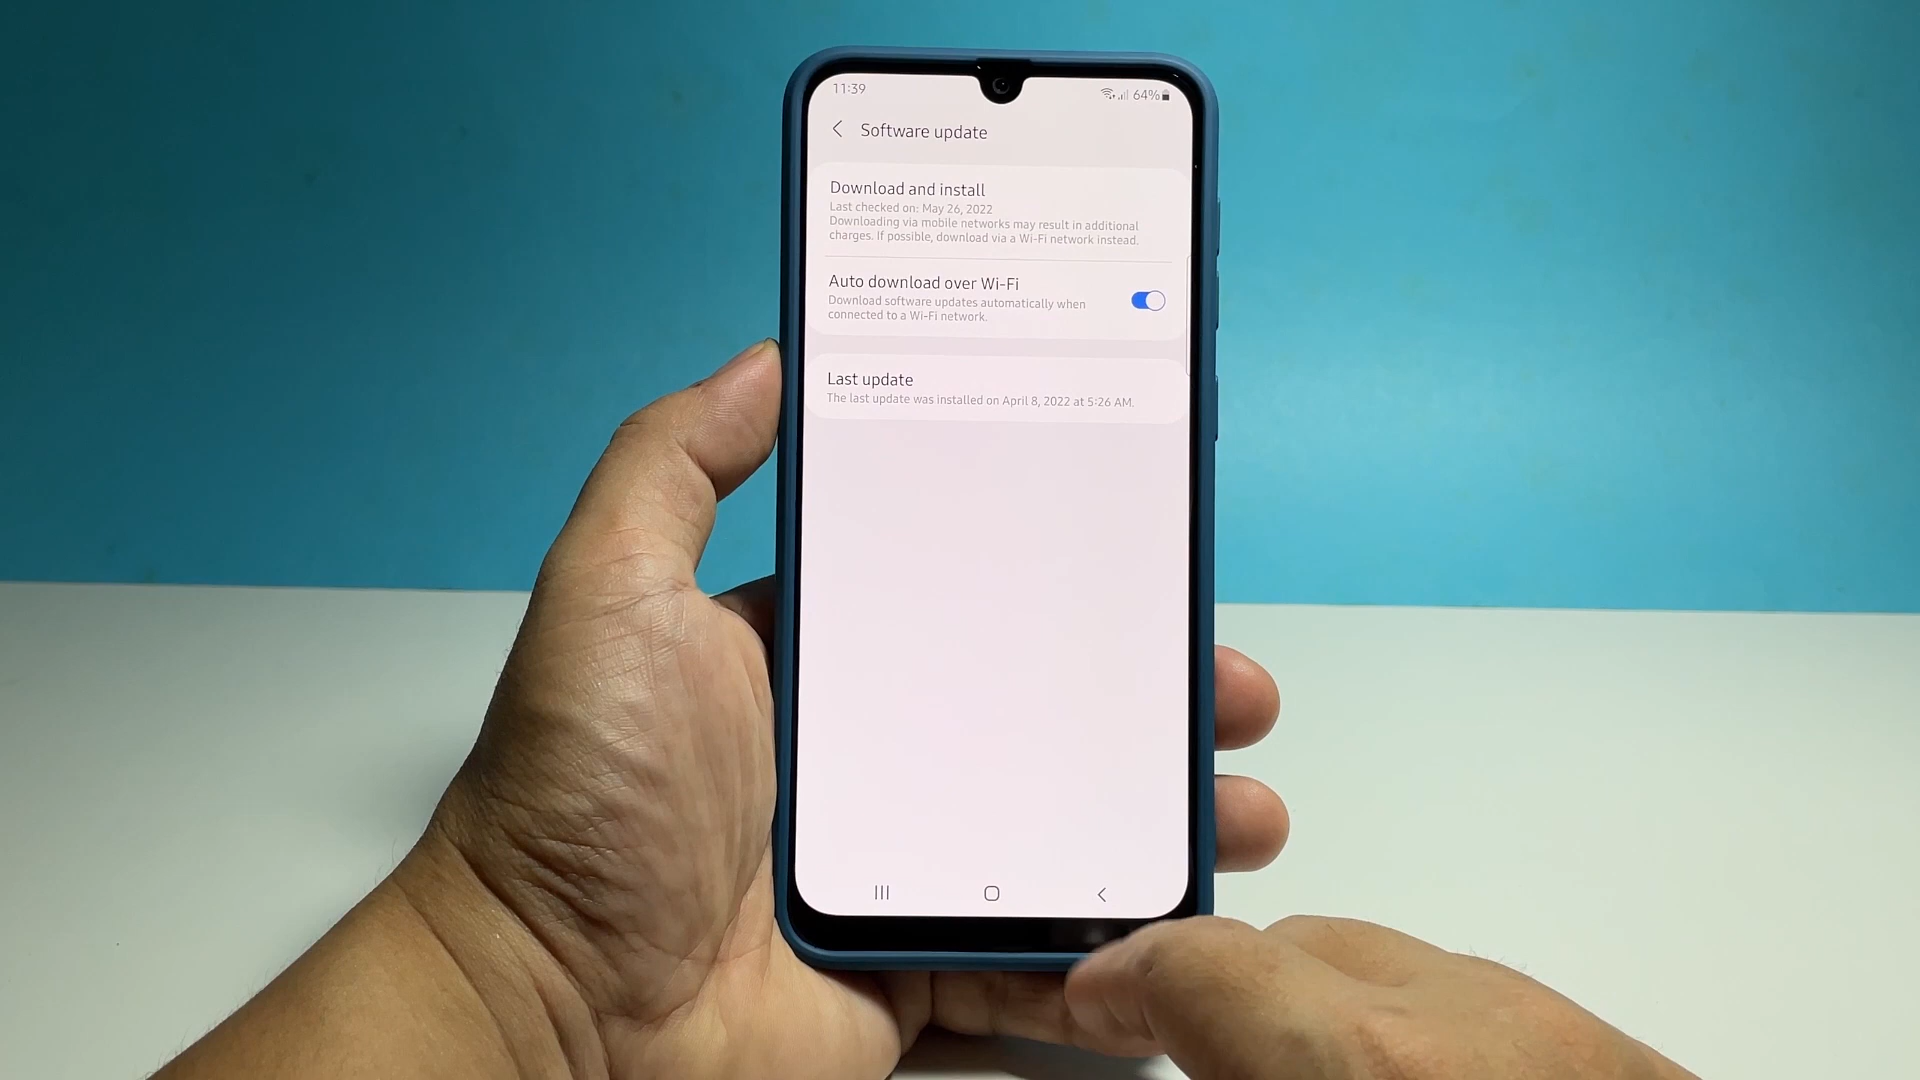 11:39
64%
Software update
Download and install
Last checked on: May 26, 2022
Downloading via mobile networks may result in additional
charges. If possible, download via a Wi-Fi network instead.
Auto download over Wi-Fi
Download software updates automatically when
connected to a Wi-Fi network.
Last update
The last update was installed on April 8, 2022 at 5:26 AM.